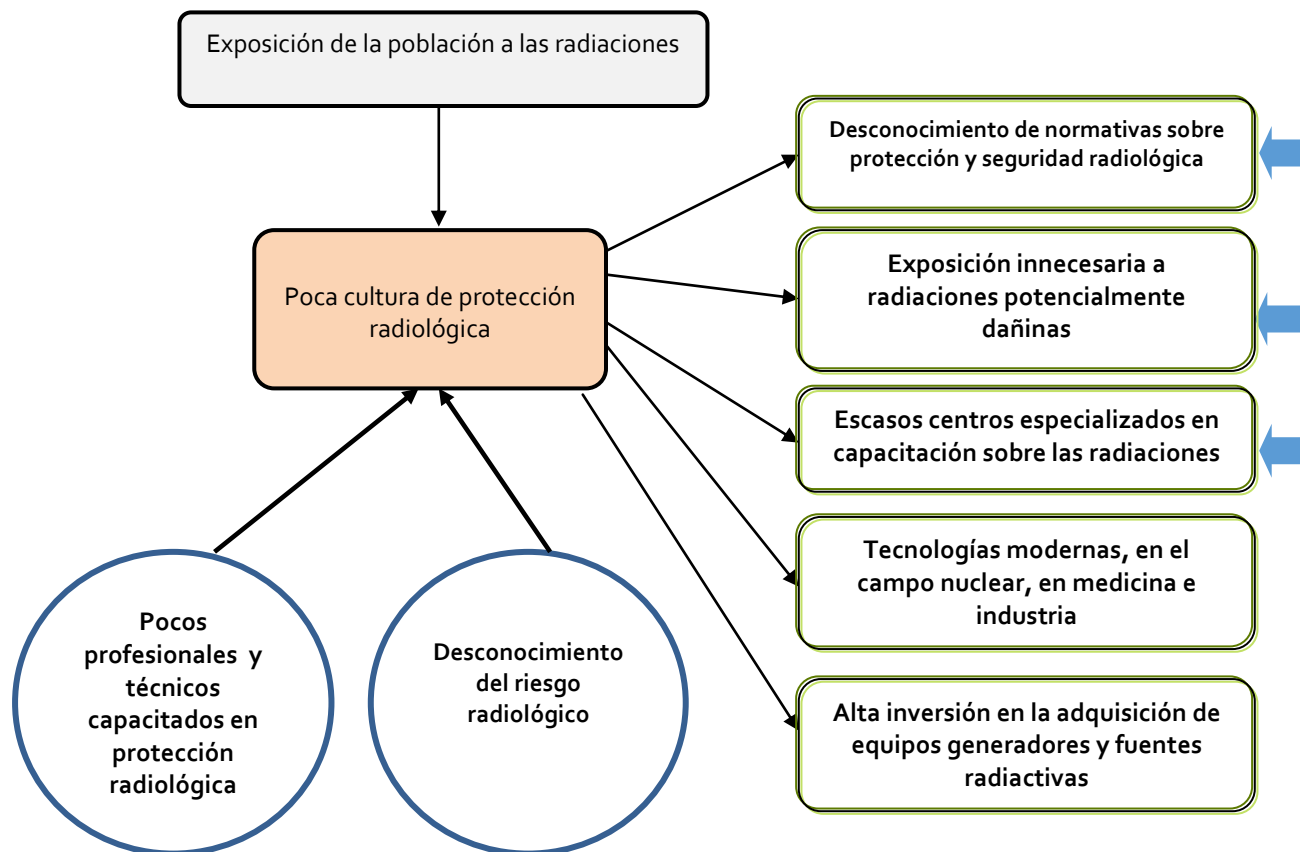 Exposición de la población a las radiaciones
Desconocimiento de normativas sobre
protección y seguridad radiológica
Poca cultura de protección
radiológica
Exposición innecesaria a
radiaciones potencialmente
dañinas
Escasos centros especializados en
capacitación sobre las radiaciones
Tecnologías modernas, en el
campo nuclear, en medicina e
industria
Alta inversión en la adquisición de
equipos generadores y fuentes
radiactivas
Pocos
profesionales y
técnicos
capacitados en
protección
radiológica
Desconocimiento
del riesgo
radiológico